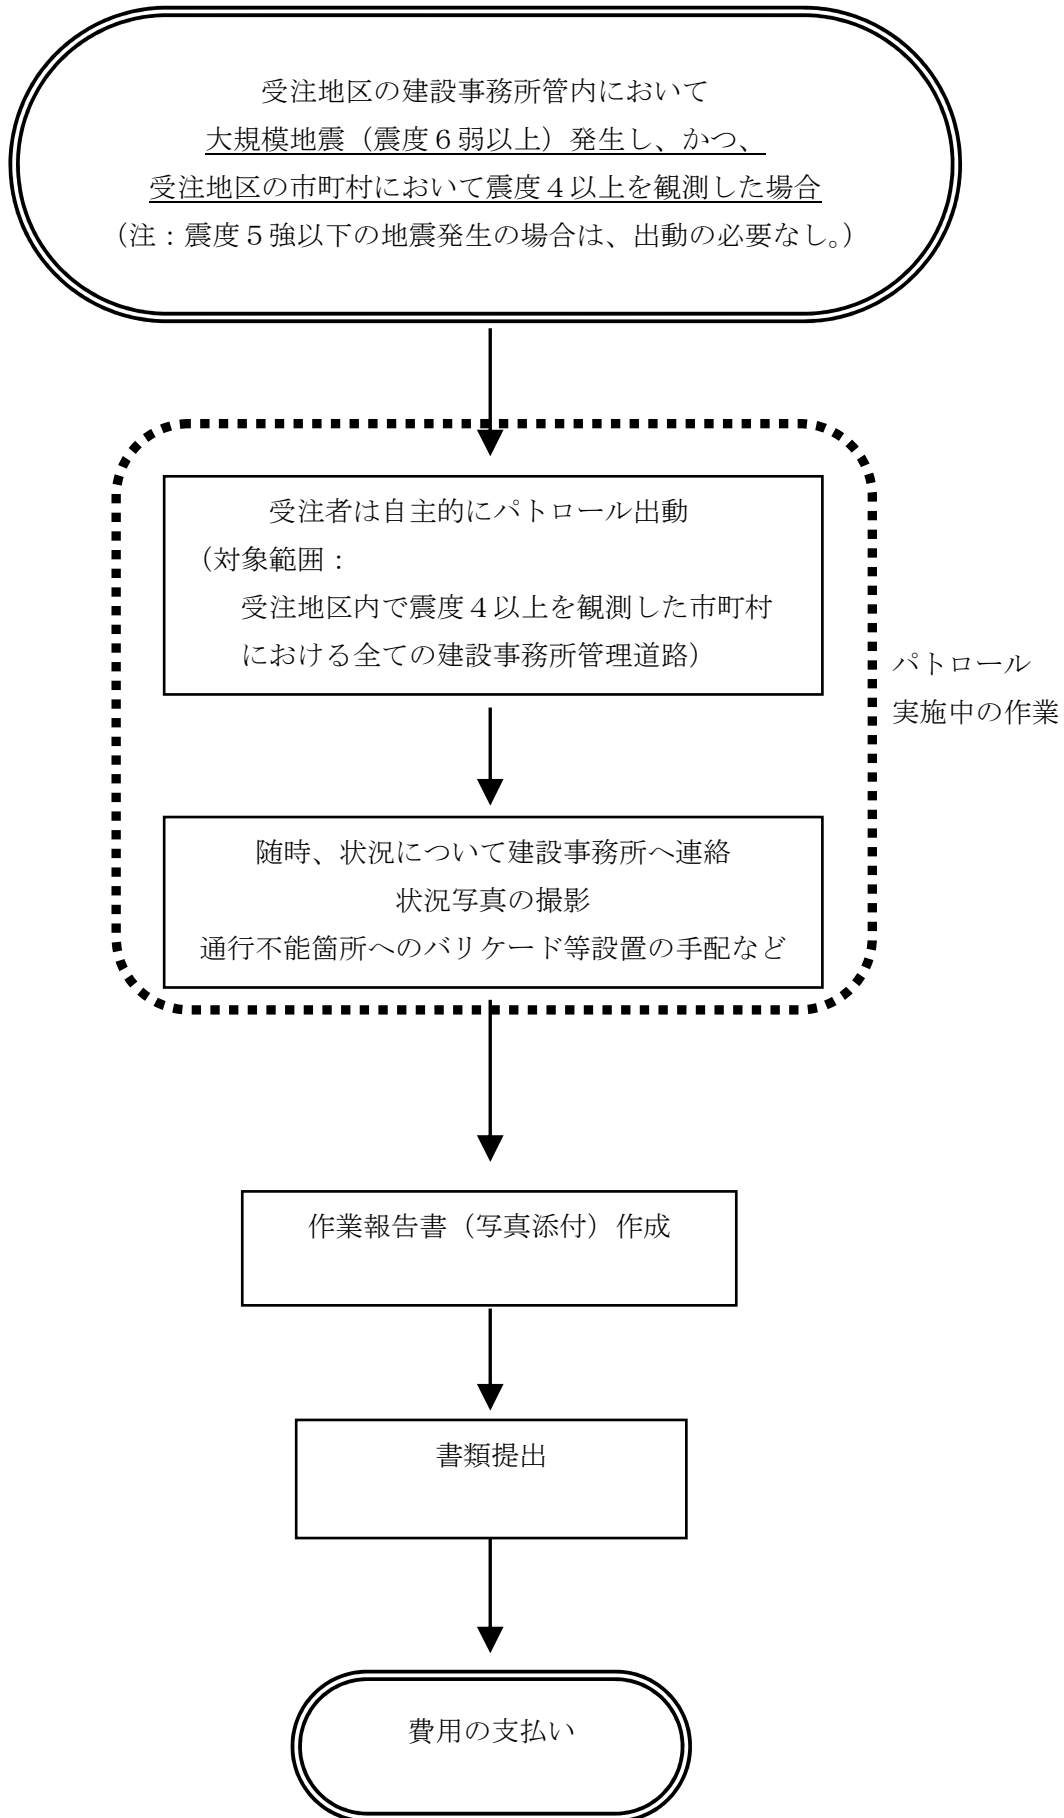 受注地区の建設事務所管内において
大規模地震（震度６弱以上）発生し、かつ、
受注地区の市町村において震度４以上を観測した場合
（注：震度５強以下の地震発生の場合は、出動の必要なし。）
受注者は自主的にパトロール出動
（対象範囲：
受注地区内で震度４以上を観測した市町村
における全ての建設事務所管理道路）
パトロール
実施中の作業
随時、状況について建設事務所へ連絡
状況写真の撮影
通行不能箇所へのバリケード等設置の手配など
作業報告書（写真添付）作成
書類提出
費用の支払い